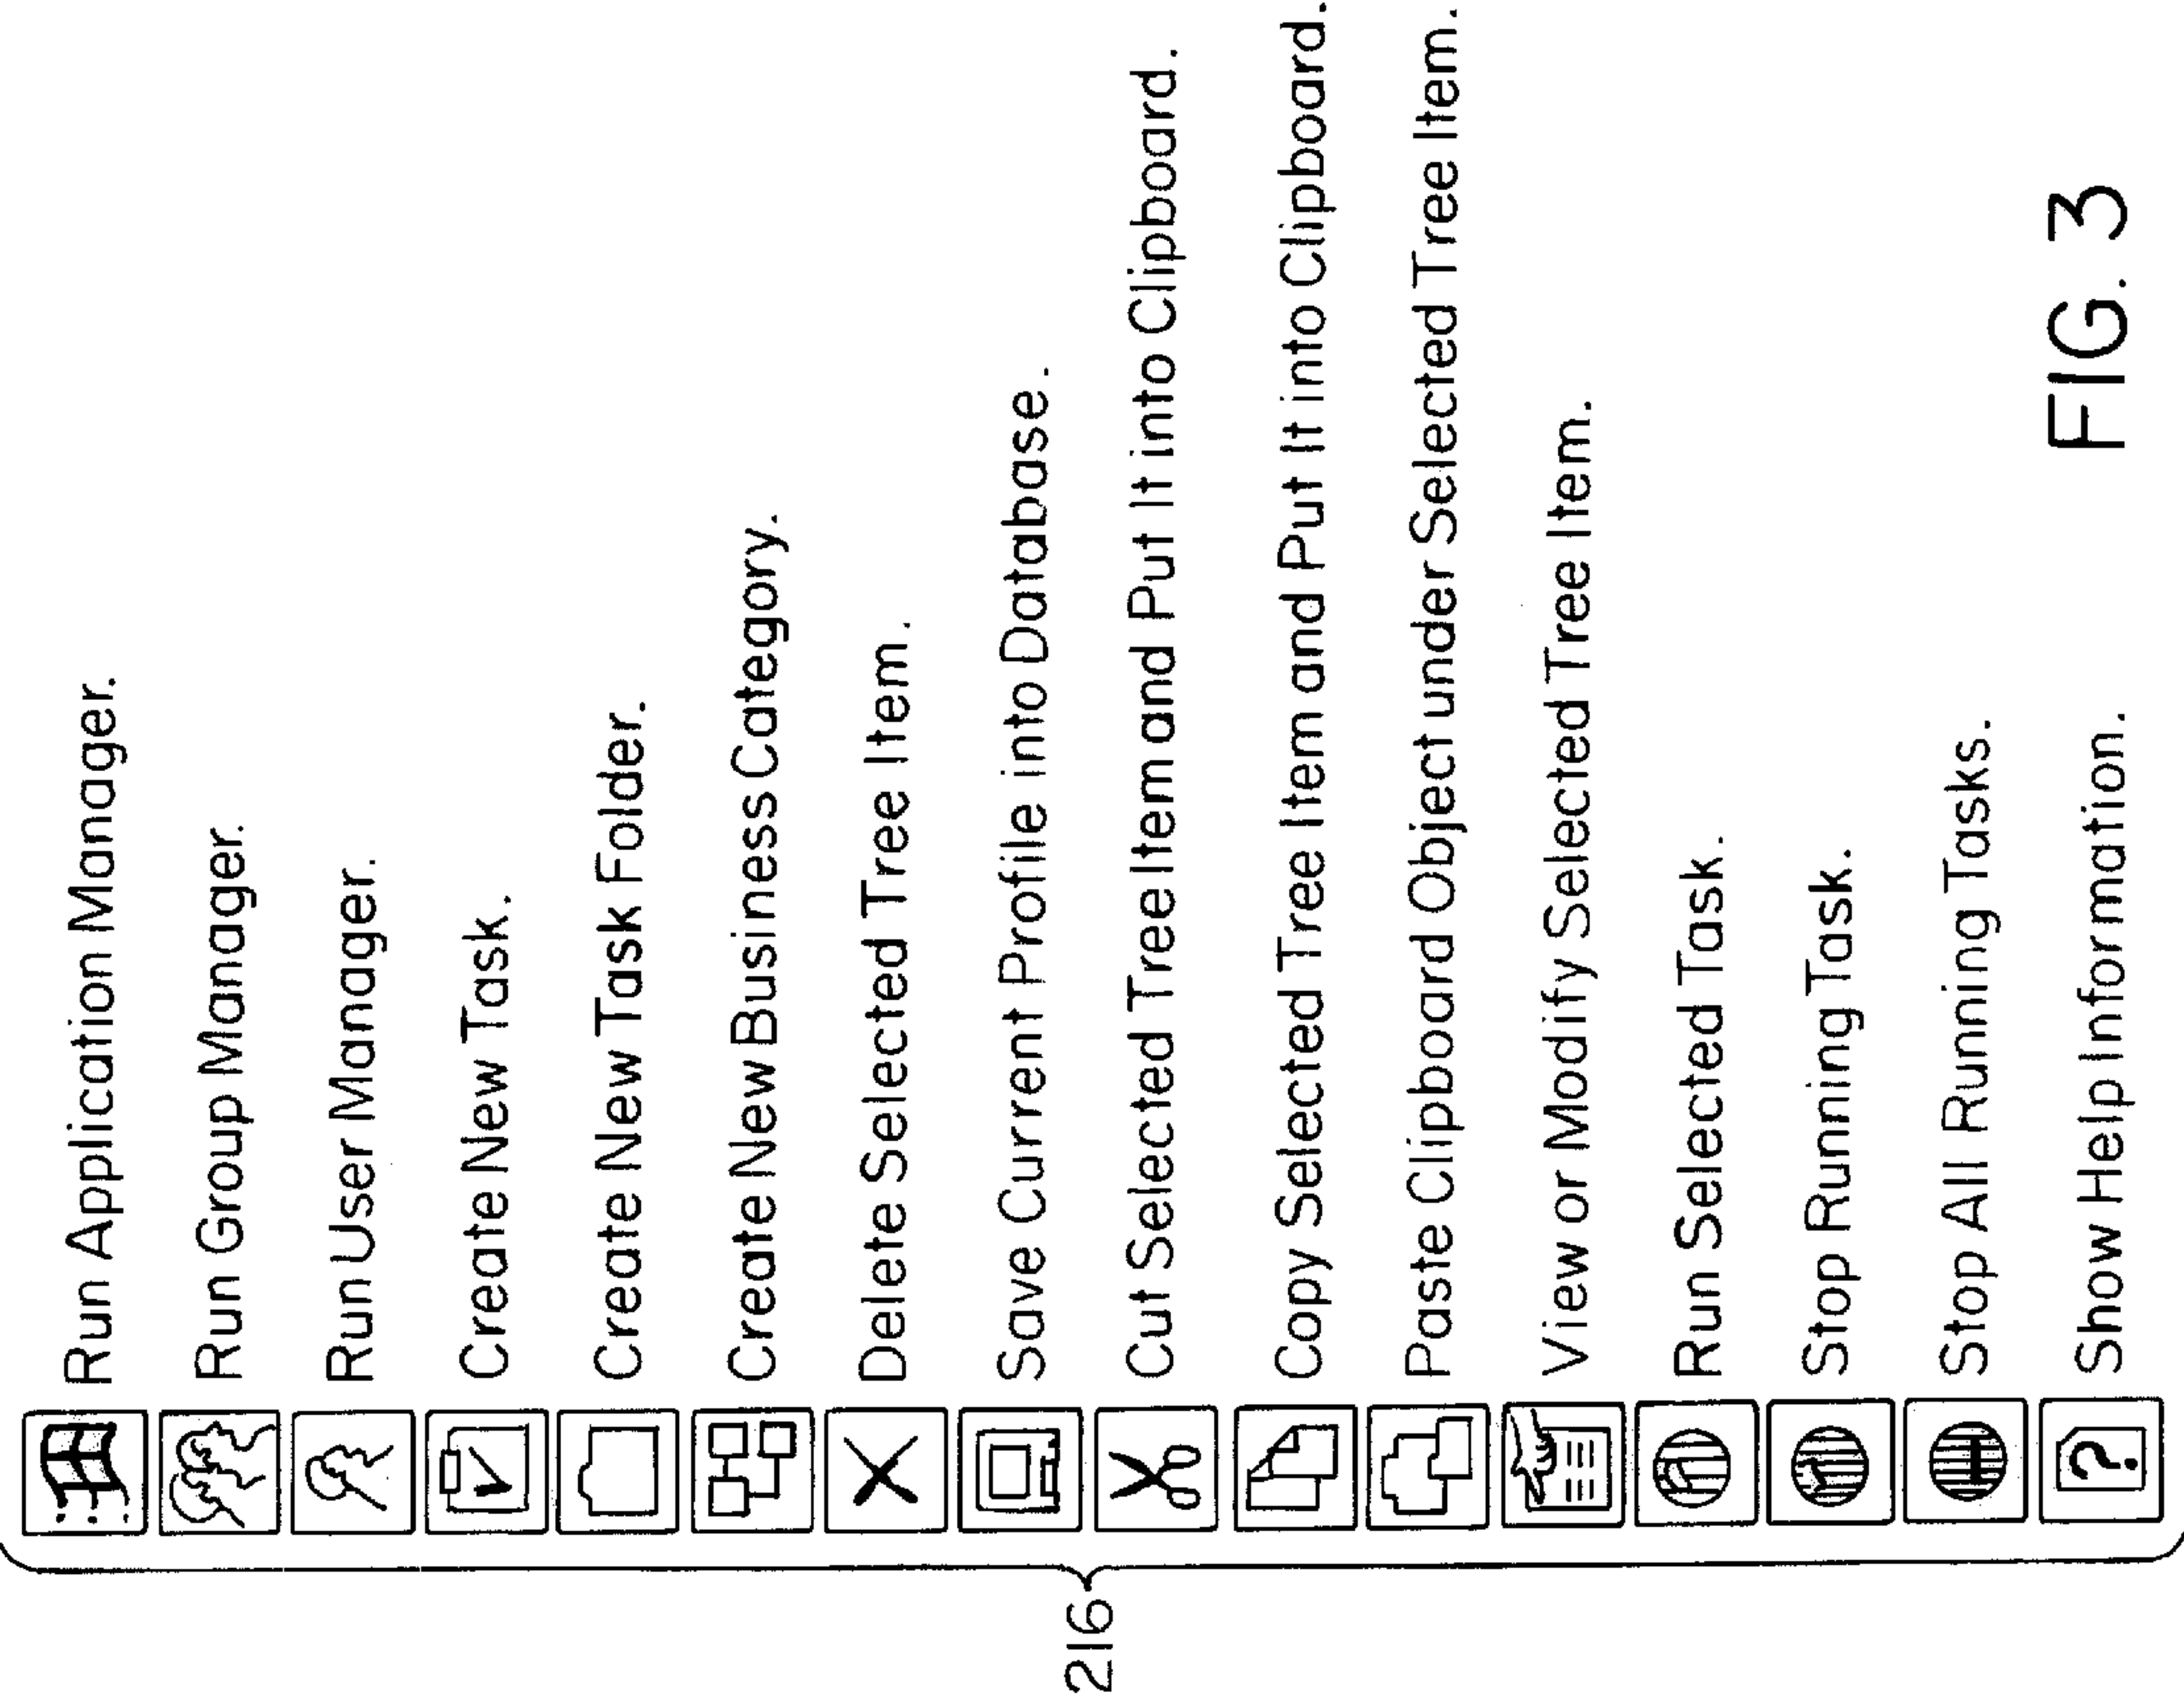 216
Run Application Manager.
Run Group Manager.
Run User Manager.
Create New Task.
Create New Task Folder.
Create New Business Category.
Delete Selected Tree Item.
Save Current Profile into Database.
Cut Selected Tree Item and Put It into Clipboard.
Copy Selected Tree Item and Put It into Clipboard.
Paste Clipboard Object under Selected Tree Item.
View or Modify Selected Tree Item.
Run Selected Task.
Stop Running Task.
Stop All Running Tasks.
?
Show Help Information.
FIG. 3